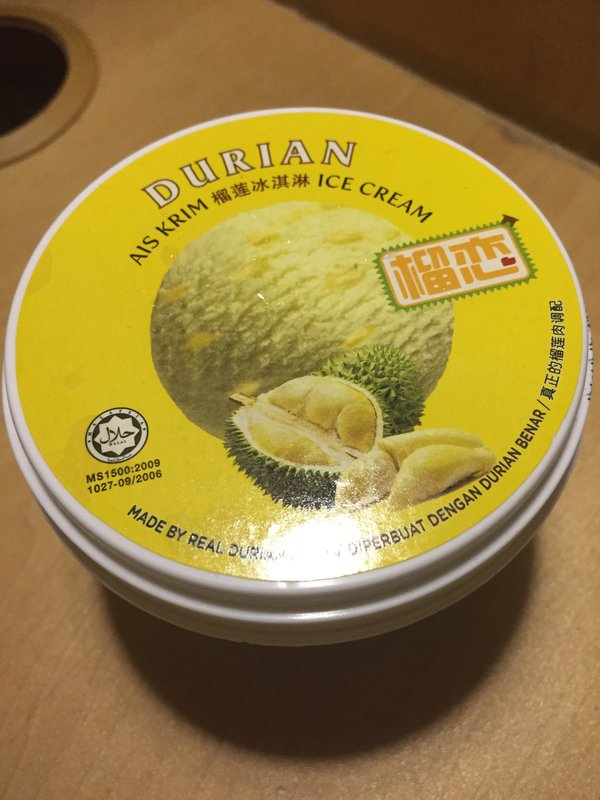 DURIAN
AIS KRIM 榴莲冰淇淋 ICE CREAM
榴恋
حلال
HALAL
MS1500:2009
1027-09/2006
MADE BY REAL DURIAN / DIPERBUAT DENGAN DURIAN BENAR / 真正的榴莲肉调配